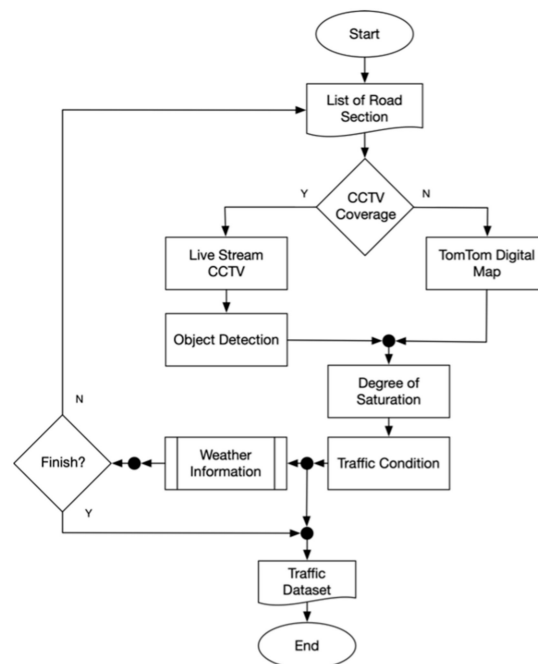 Start
List of Road
Section
CCTV
Coverage
Y
N
Live Stream
CCTV
TomTom Digital
Map
Object Detection
Degree of
Saturation
N
Finish?
Weather
Information
Traffic Condition
Y
Traffic
Dataset
End